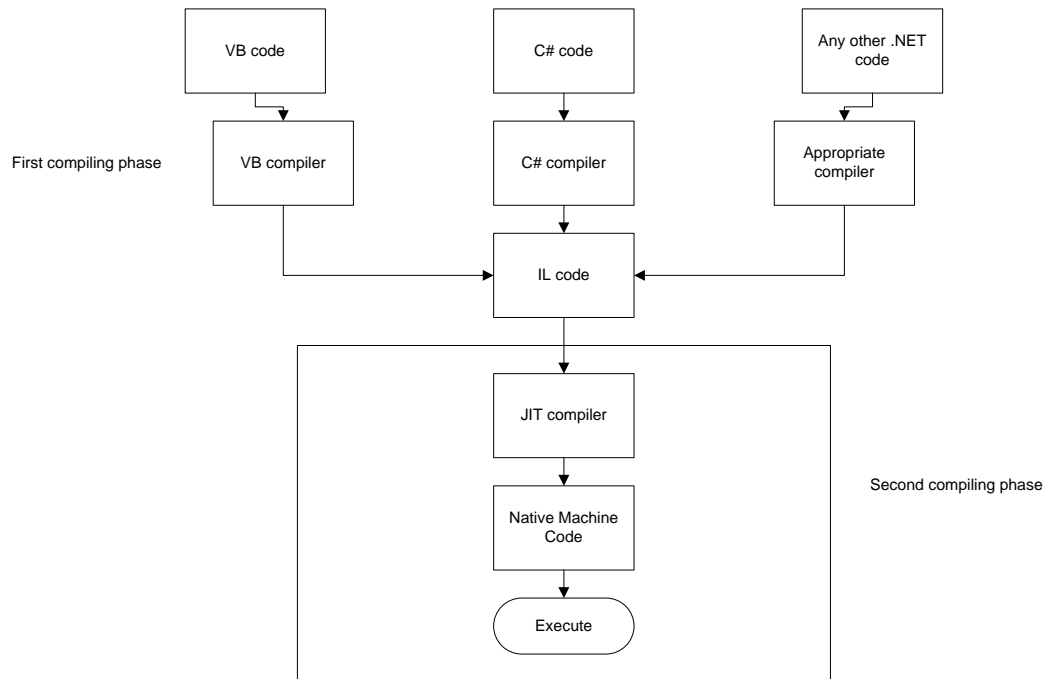 VB code
C# code
Any other .NET
code
First compiling phase
VB compiler
C# compiler
Appropriate
compiler
IL code
JIT compiler
Second compiling phase
Native Machine
Code
Execute